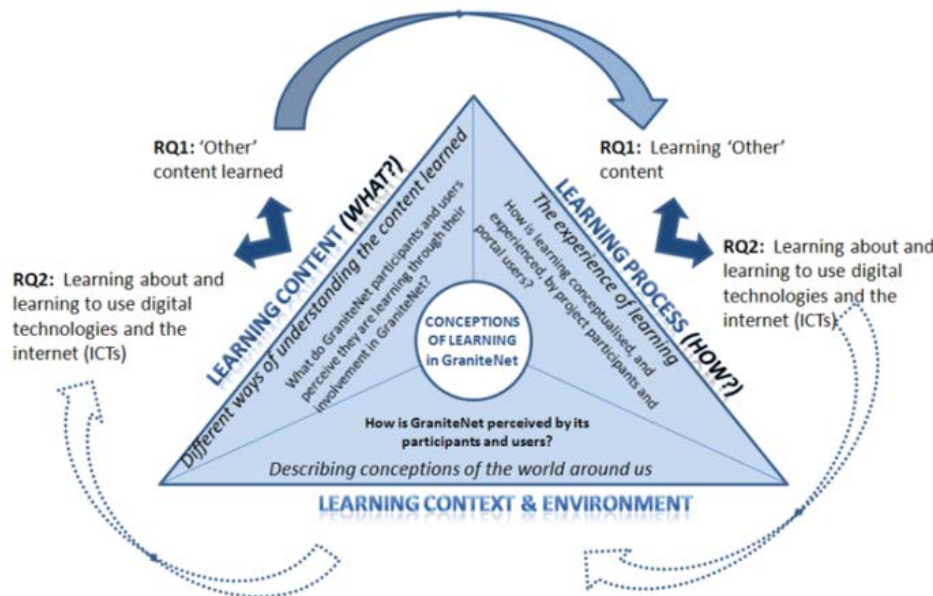 RQ1: ‘Other’
content learned
RQ1: Learning ‘Other’
content
RQ2: Learning about and
learning to use digital
technologies and the
internet (ICTs)
RQ2: Learning about and
learning to use digital
technologies and the
internet (ICTs)
LEARNING CONTENT (WHAT?)
Different ways of understanding the content learned
What do GraniteNet participants and users
perceive they are learning through their
involvement in GraniteNet?
LEARNING PROCESS (HOW?)
The experience of learning
How is learning conceptualised, and
experienced, by project participants and
portal users?
CONCEPTIONS
OF LEARNING
in GraniteNet
How is GraniteNet perceived by its
participants and users?
Describing conceptions of the world around us
LEARNING CONTEXT & ENVIRONMENT